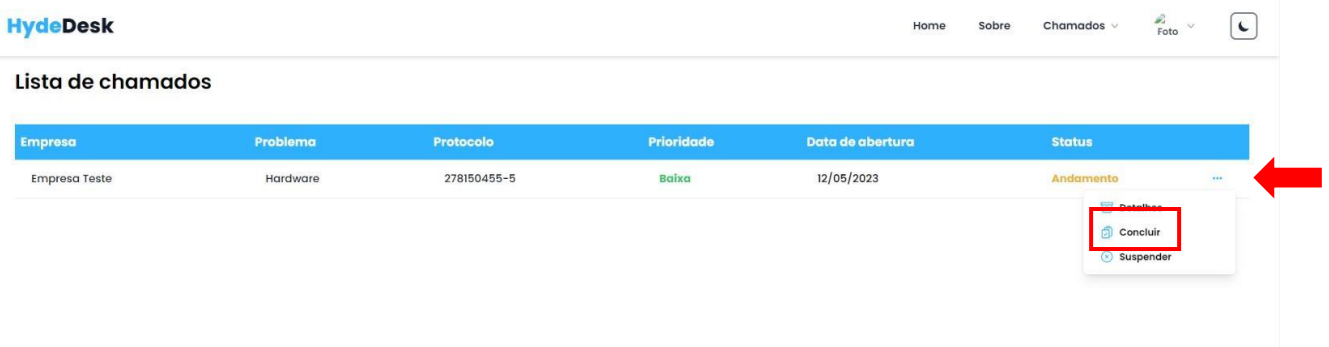 HydeDesk Home Sobre Chamados Foto
Lista de chamados
Empresa Problema Protocolo Prioridade Data de abertura Status
Empresa Teste Hardware 278150455-5 Baixa 12/05/2023 Andamento ...
Detalhes
Concluir
Suspender